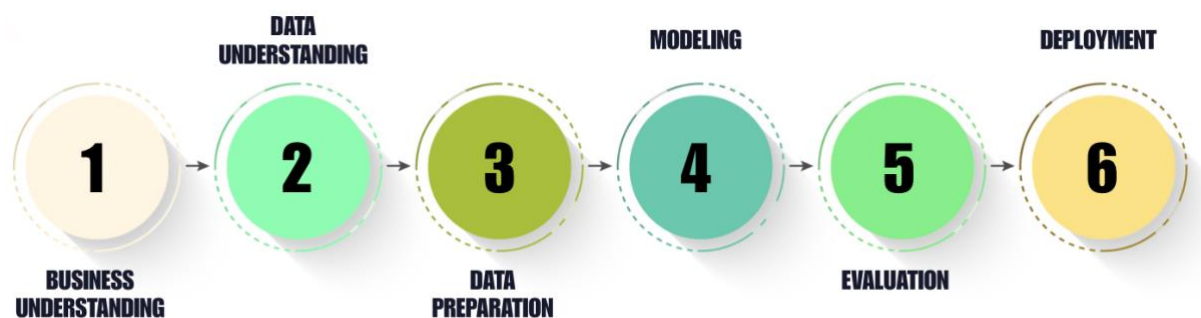 1
BUSINESS
UNDERSTANDING
2
DATA
UNDERSTANDING
3
DATA
PREPARATION
4
MODELING
5
EVALUATION
6
DEPLOYMENT